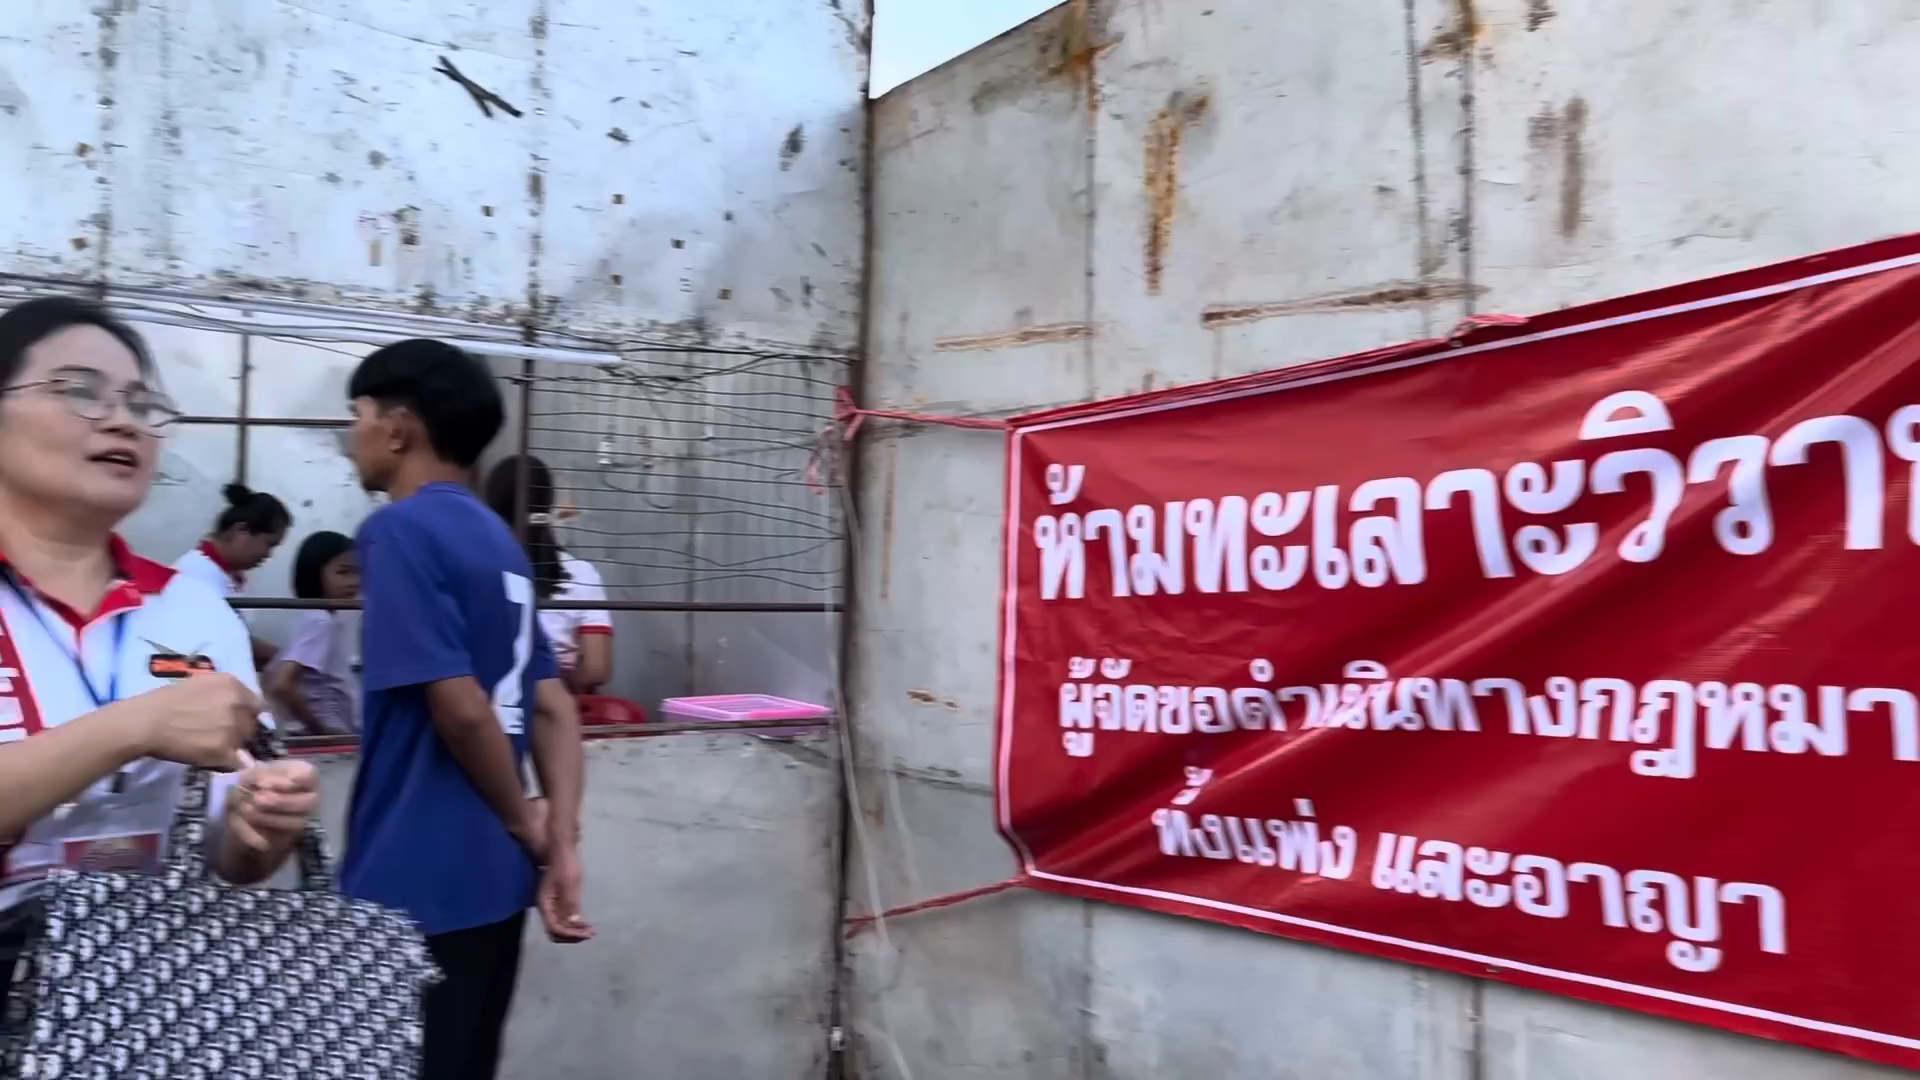 ห้ามทะเลาะวิวา
ผู้จัดขอดำเนินทางกฎหมา
ทั้งแพ่ง และอาญา
7